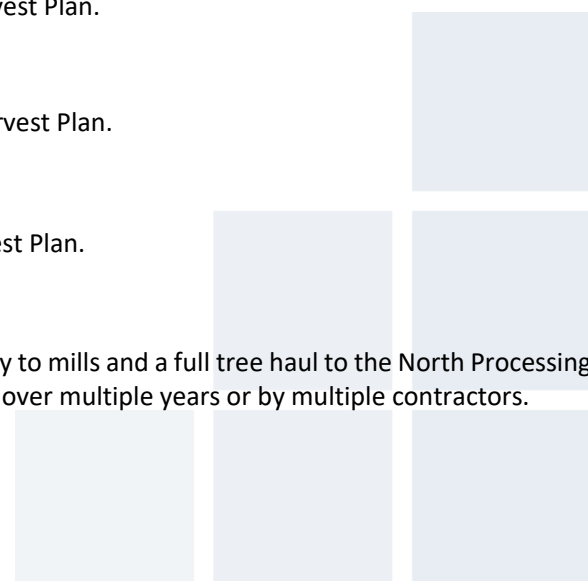 vest Plan.
rvest Plan.
est Plan.
y to mills and a full tree haul to the North Processing
over multiple years or by multiple contractors.